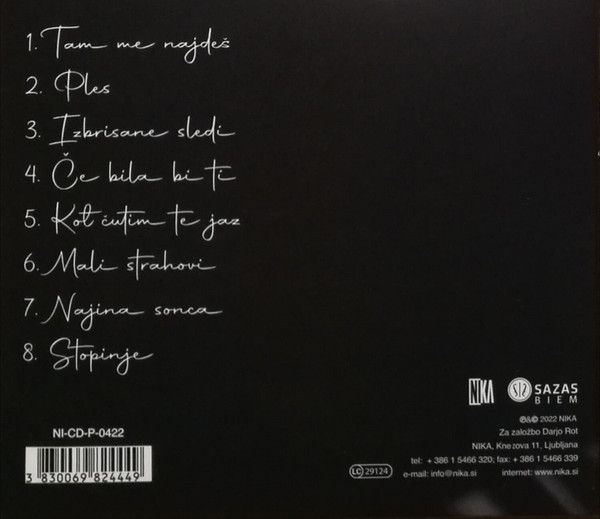 1. Tam me najdeš
2. Ples
3. Izbrisane sledi
4. Če bila bi ti
5. Kot čutim te jaz
6. Mali strahovi
7. Najina sonca
8. Stopinje
NIKA
SAZAS
BIEM
℗&© 2022 NIKA
Za založbo Darjo Rot
NIKA, Knezova 11, Ljubljana
tel: + 386 1 5466 320; fax: + 386 1 5466 339
e-mail: info@nika.si internet: www.nika.si
LC 29124
NI-CD-P-0422
3 830069 824449